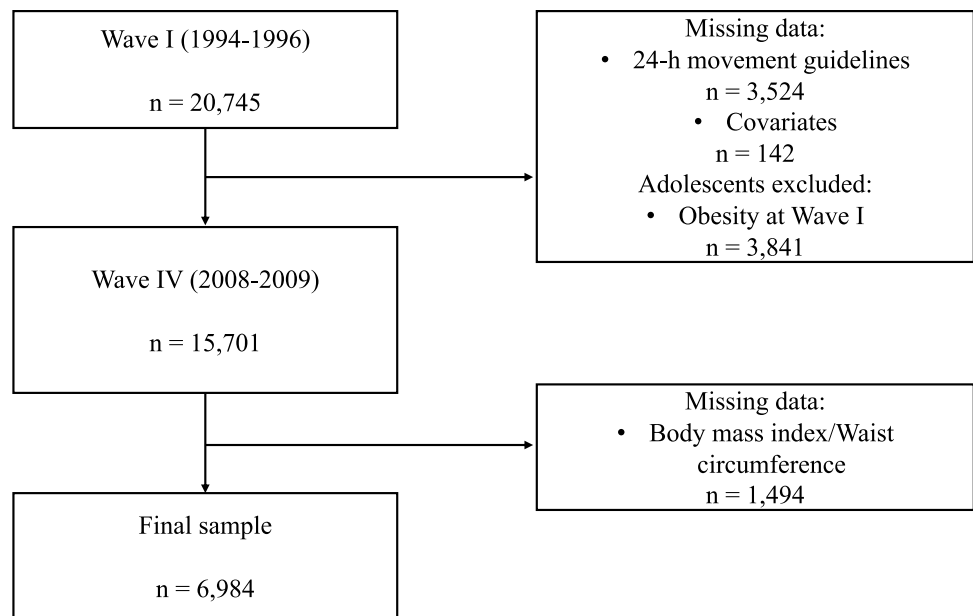 Wave I (1994-1996)
n = 20,745
Missing data:
• 24-h movement guidelines
n = 3,524
• Covariates
n = 142
Adolescents excluded:
• Obesity at Wave I
n = 3,841
Wave IV (2008-2009)
n = 15,701
Missing data:
• Body mass index/Waist
circumference
n = 1,494
Final sample
n = 6,984